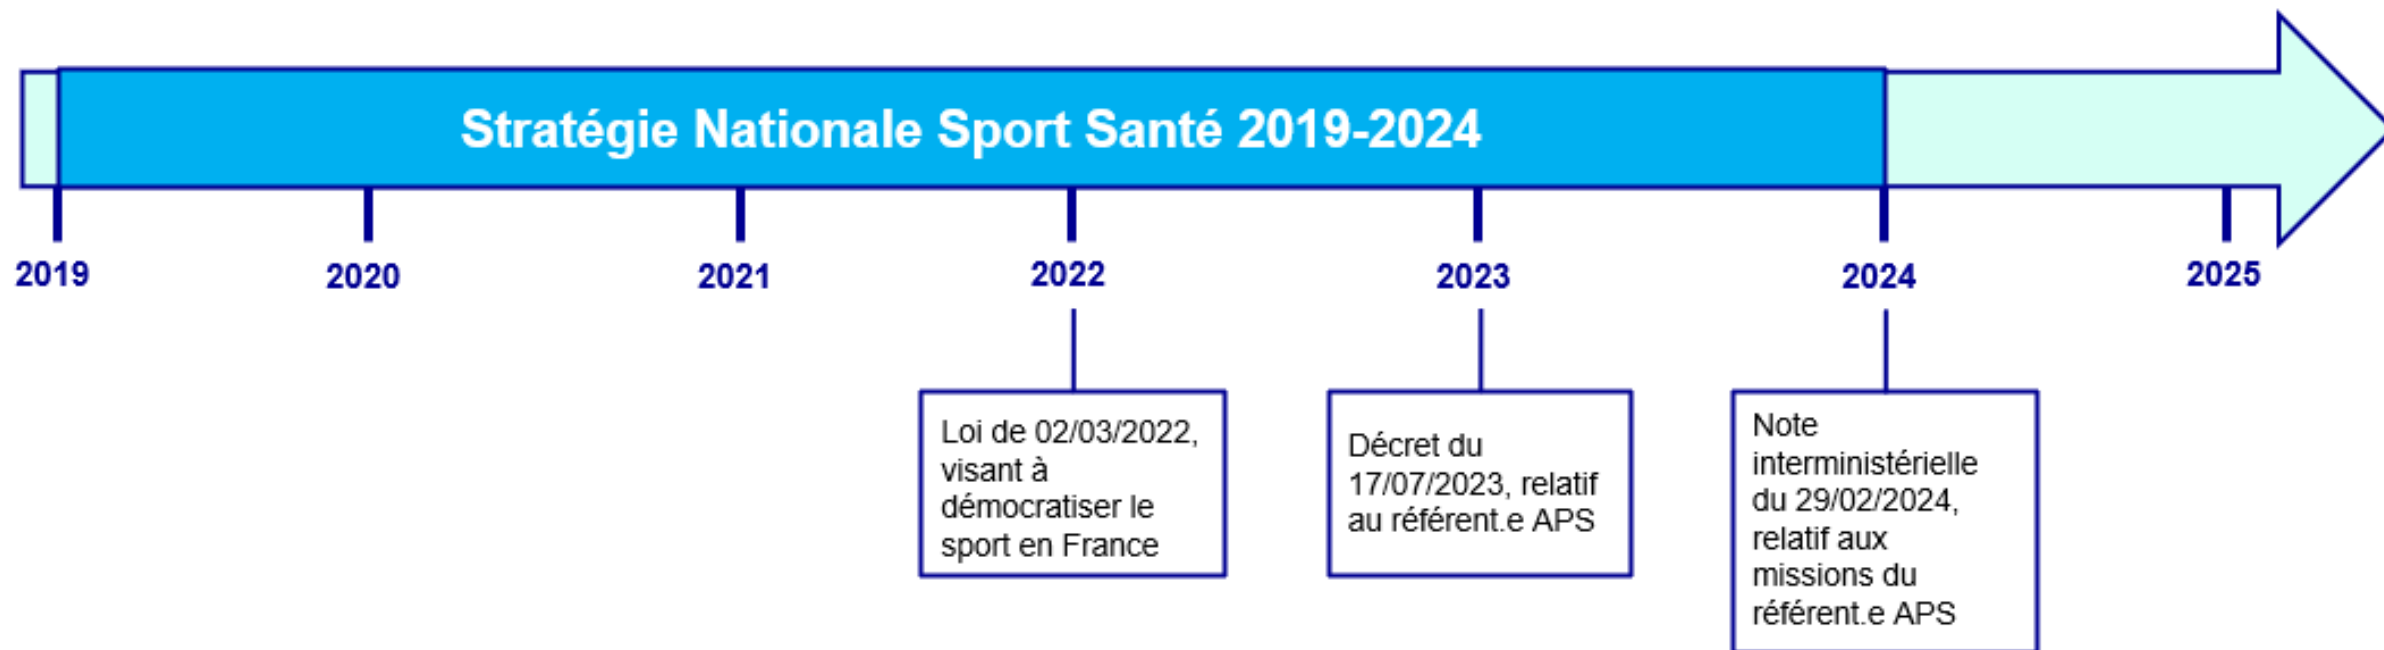 Stratégie Nationale Sport Santé 2019-2024
2019
2020
2021
2022
2023
2024
2025
Loi de 02/03/2022,
visant à
démocratiser le
sport en France
Décret du
17/07/2023, relatif
au référent.e APS
Note
interministérielle
du 29/02/2024,
relatif aux
missions du
référent.e APS